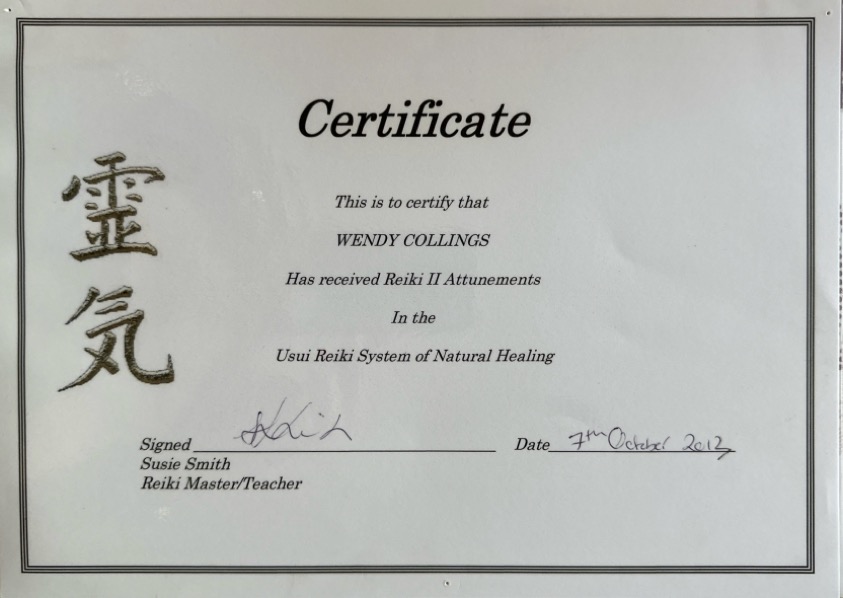 Certificate
霊
気
This is to certify that
WENDY COLLINGS
Has received Reiki II Attunements
In the
Usui Reiki System of Natural Healing
Signed
Date 7th October 2012
Susie Smith
Reiki Master/Teacher